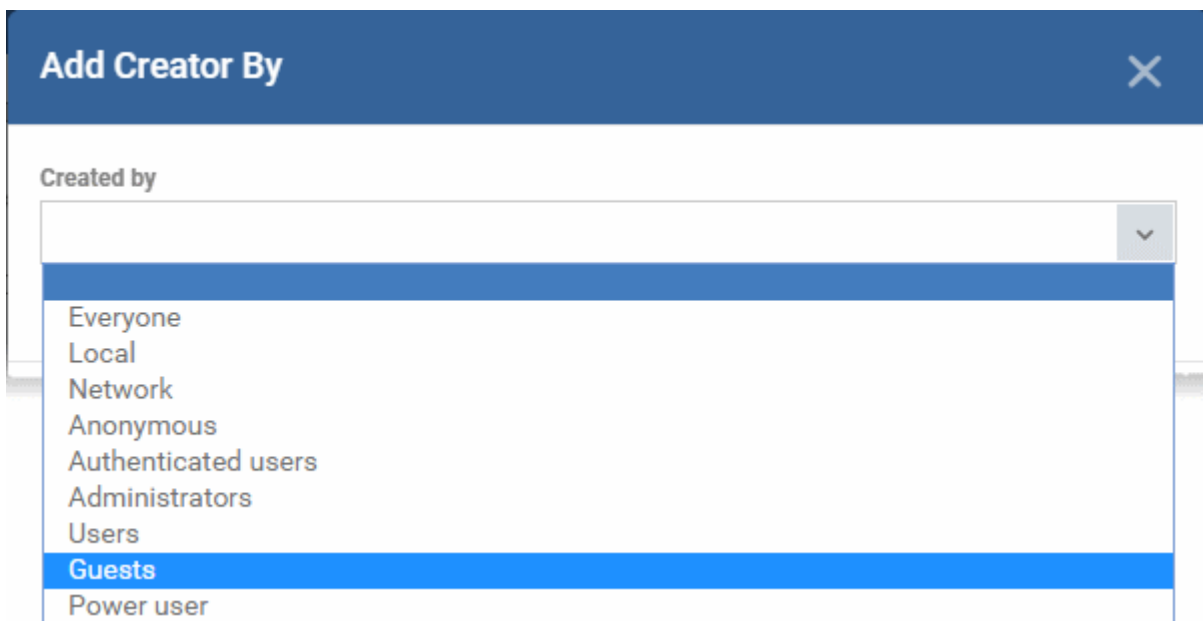 Add Creator By
Created by
Everyone
Local
Network
Anonymous
Authenticated users
Administrators
Users
Guests
Power user